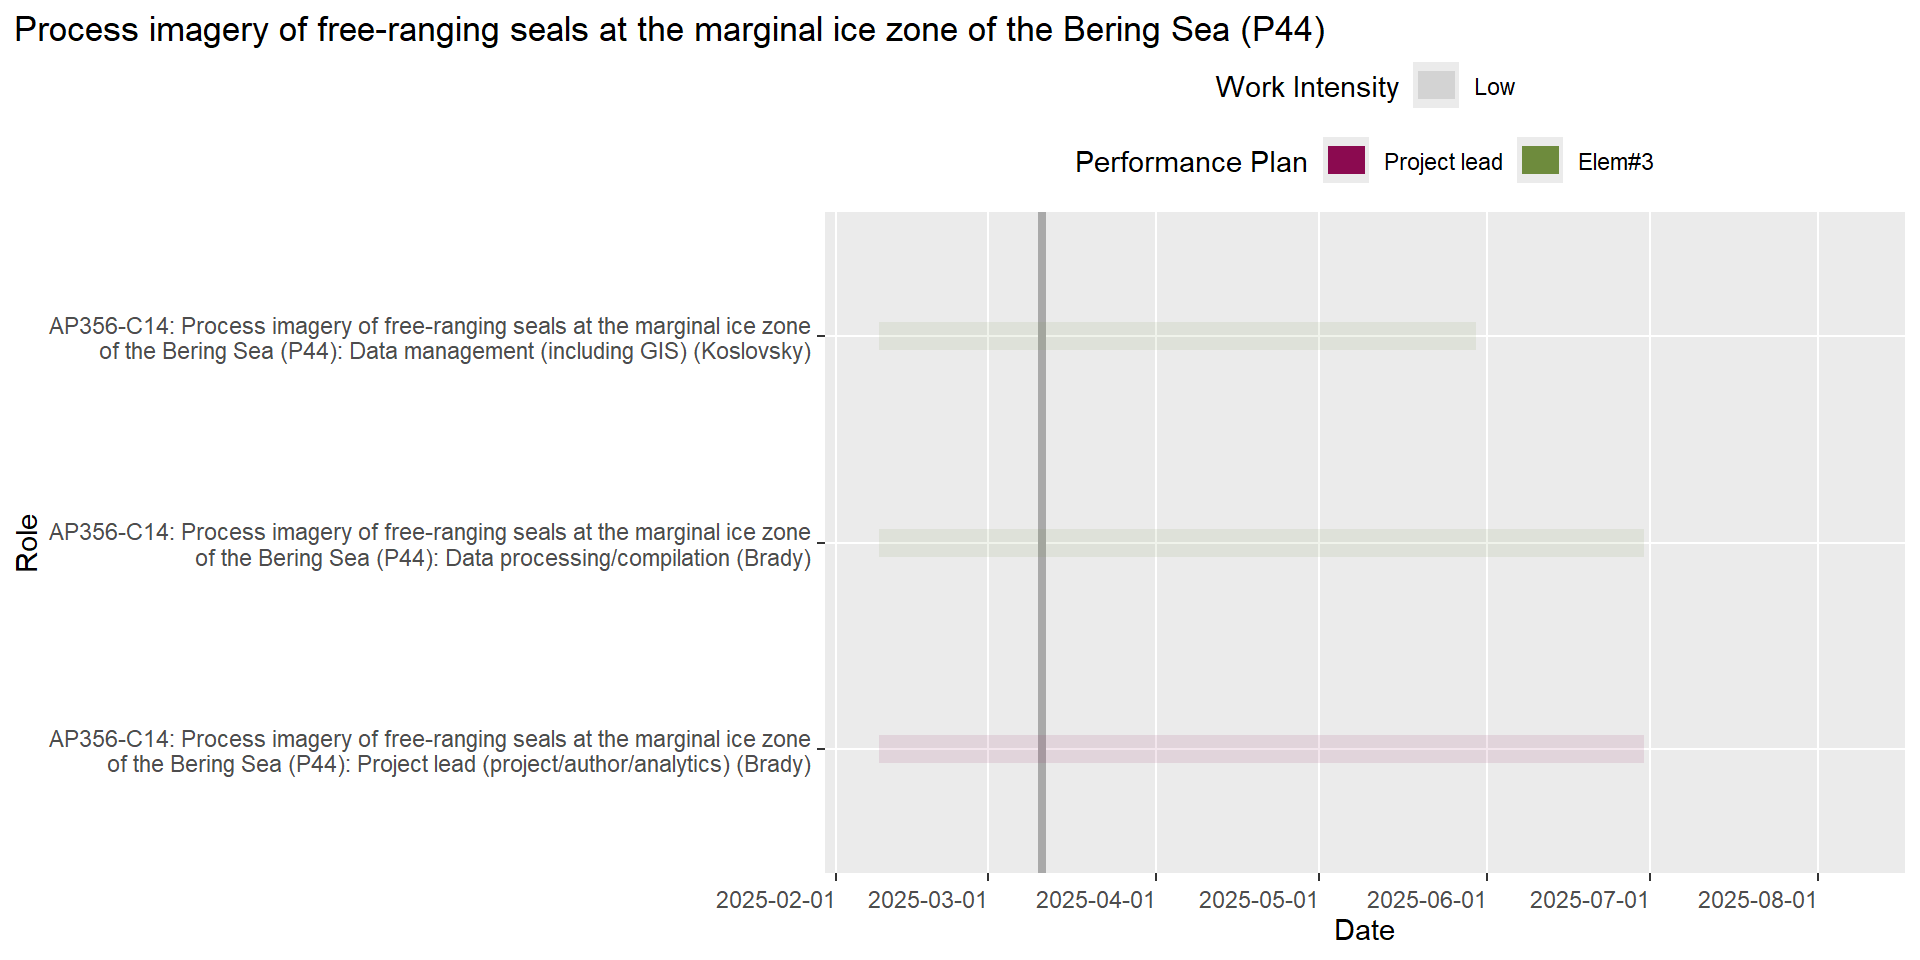 Process imagery of free-ranging seals at the marginal ice zone of the Bering Sea (P44)
Work Intensity Low
Performance Plan Project lead Elem#3
Role
AP356-C14: Process imagery of free-ranging seals at the marginal ice zone
of the Bering Sea (P44): Data management (including GIS) (Koslovsky)
AP356-C14: Process imagery of free-ranging seals at the marginal ice zone
of the Bering Sea (P44): Data processing/compilation (Brady)
AP356-C14: Process imagery of free-ranging seals at the marginal ice zone
of the Bering Sea (P44): Project lead (project/author/analytics) (Brady)
2025-02-01 2025-03-01 2025-04-01 2025-05-01 2025-06-01 2025-07-01 2025-08-01
Date